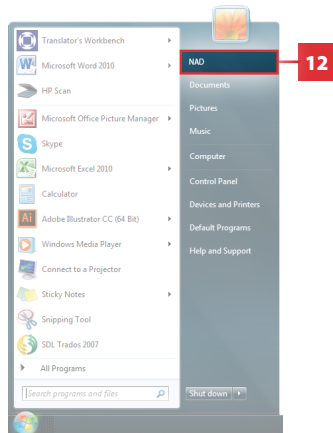 Translator's Workbench
Microsoft Word 2010
HP Scan
Microsoft Office Picture Manager
Skype
Microsoft Excel 2010
Calculator
Adobe Illustrator CC (64 Bit)
Windows Media Player
Connect to a Projector
Sticky Notes
Snipping Tool
SDL Trados 2007
All Programs
Search programs and files
NAD
12
Documents
Pictures
Music
Computer
Control Panel
Devices and Printers
Default Programs
Help and Support
Shut down